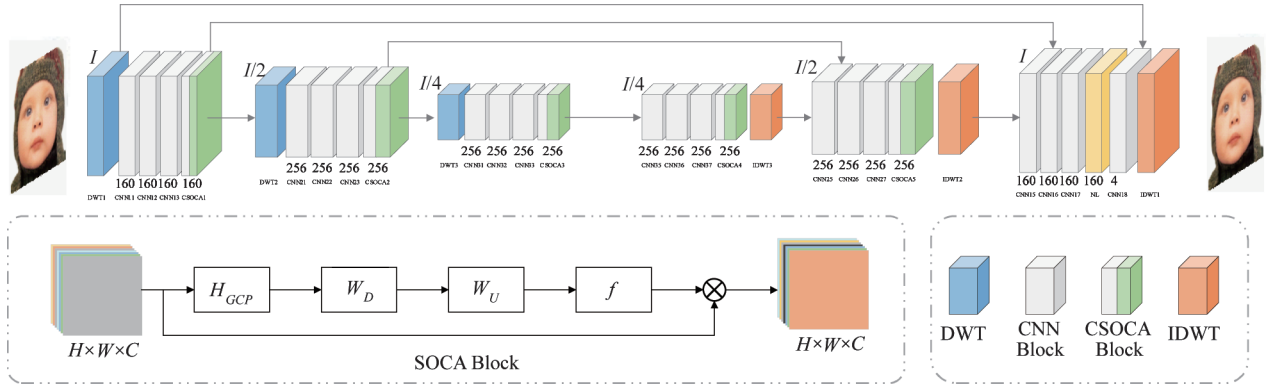 I
160 160 160 160
DWT1 CNN11 CNN12 CNN13 CSOCA1
I/2
256 256 256 256
DWT2 CNN21 CNN22 CNN23 CSOCA2
I/4
256 256 256 256
DWT3 CNN31 CNN32 CNN33 CSOCA3
I/4
256 256 256 256
CNN35 CNN36 CNN37 CSOCA4 IDWT3
I/2
256 256 256 256
CNN25 CNN26 CNN27 CSOCA5 IDWT2
I
160 160 160 160 4
CNN15 CNN16 CNN17 NL CNN18 IDWT1
H×W×C
H_GCP
W_D
W_U
f
H×W×C
SOCA Block
DWT
CNN
Block
CSOCA
Block
IDWT